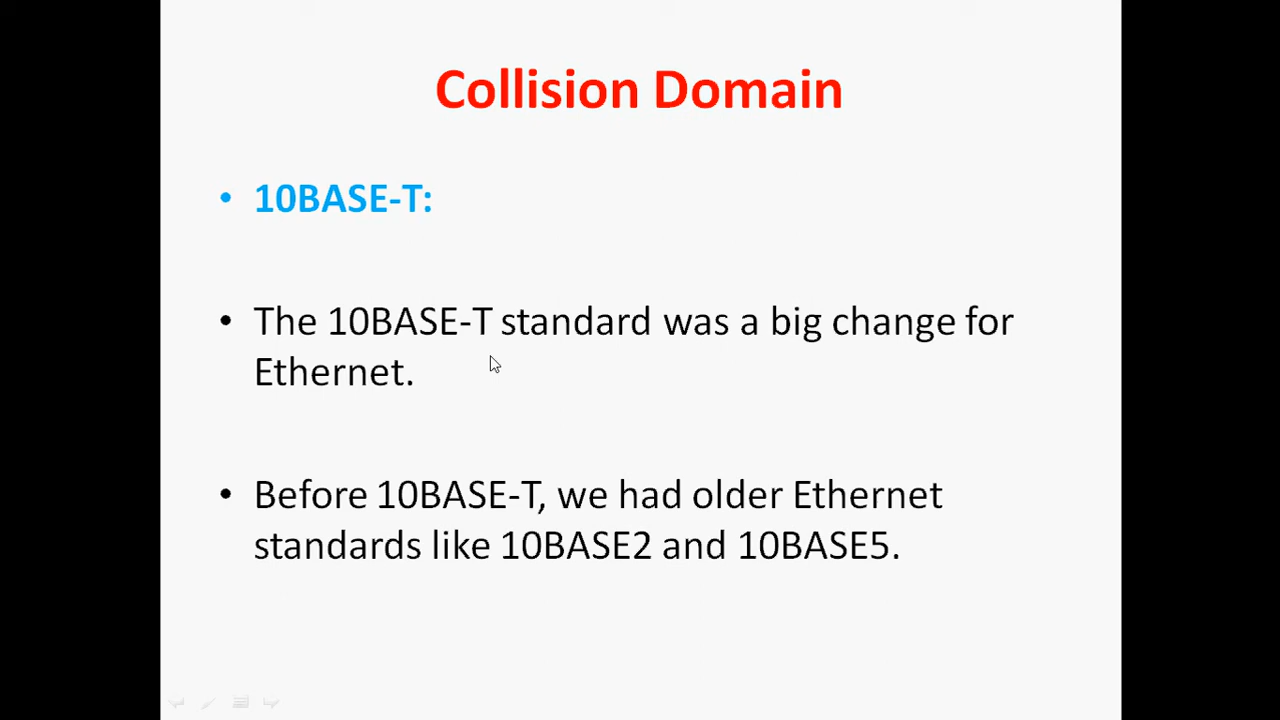 Collision Domain
• 10BASE-T:
• The 10BASE-T standard was a big change for
Ethernet.
• Before 10BASE-T, we had older Ethernet
standards like 10BASE2 and 10BASE5.